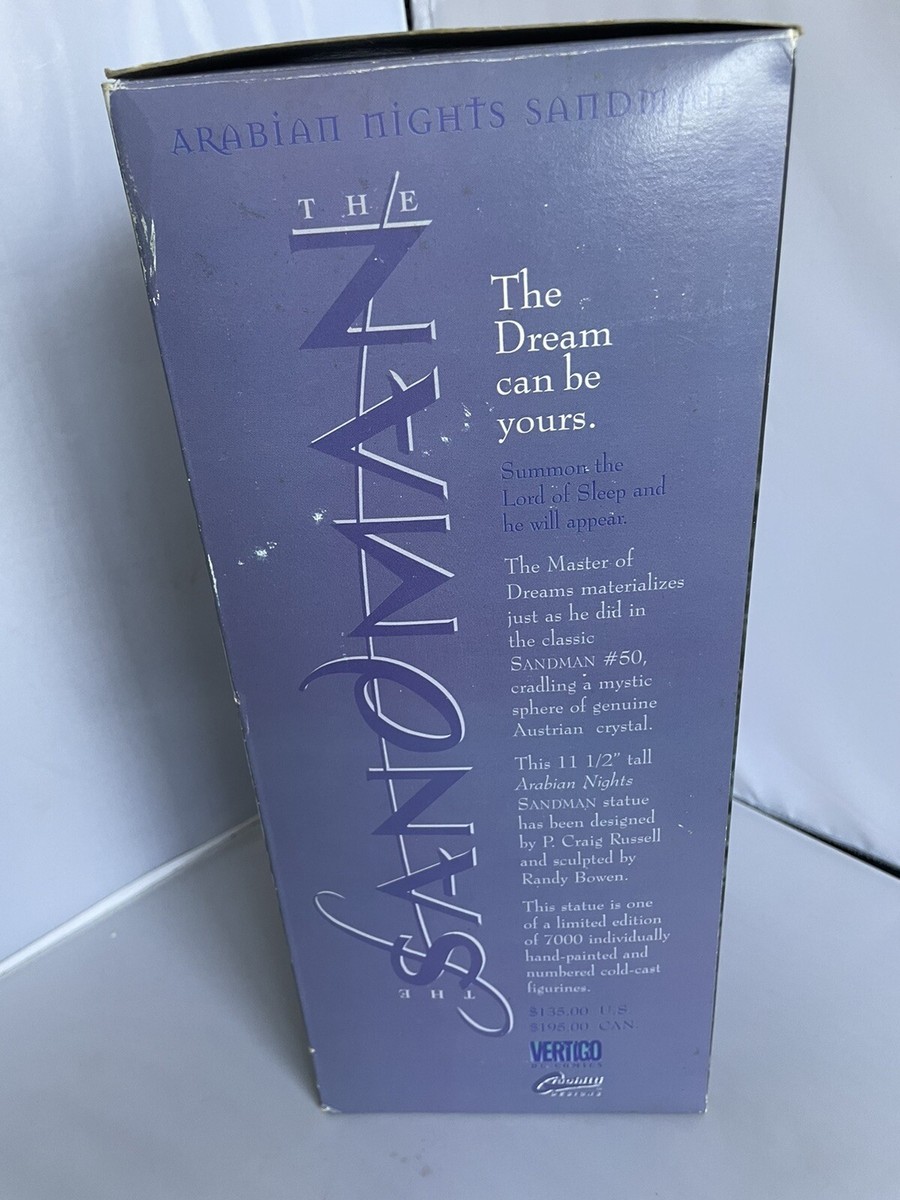 ARABIAN NIGHTS SANDMAN
THE
SANDMAN
THE
The
Dream
can be
yours.
Summon the
Lord of Sleep and
he will appear.
The Master of
Dreams materializes
just as he did in
the classic
SANDMAN #50,
cradling a mystic
sphere of genuine
Austrian crystal.
This 11 1/2" tall
Arabian Nights
SANDMAN statue
has been designed
by P. Craig Russell
and sculpted by
Randy Bowen.
This statue is one
of a limited edition
of 7000 individually
hand-painted and
numbered cold-cast
figurines.
$135.00 U.S.
$195.00 CAN.
VERTIGO
DC COMICS
DESIGNS